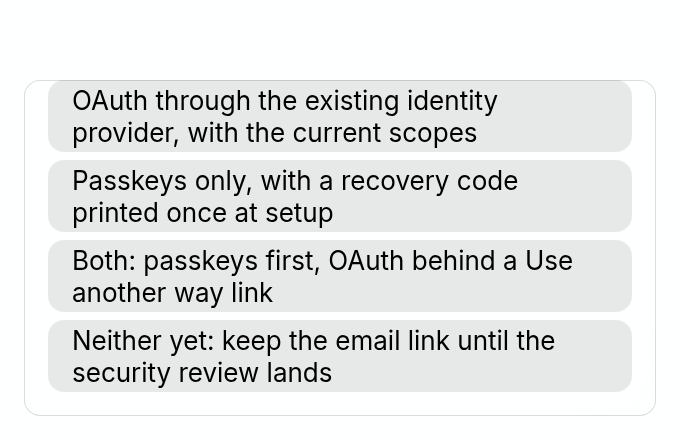 OAuth through the existing identity
provider, with the current scopes
Passkeys only, with a recovery code
printed once at setup
Both: passkeys first, OAuth behind a Use
another way link
Neither yet: keep the email link until the
security review lands